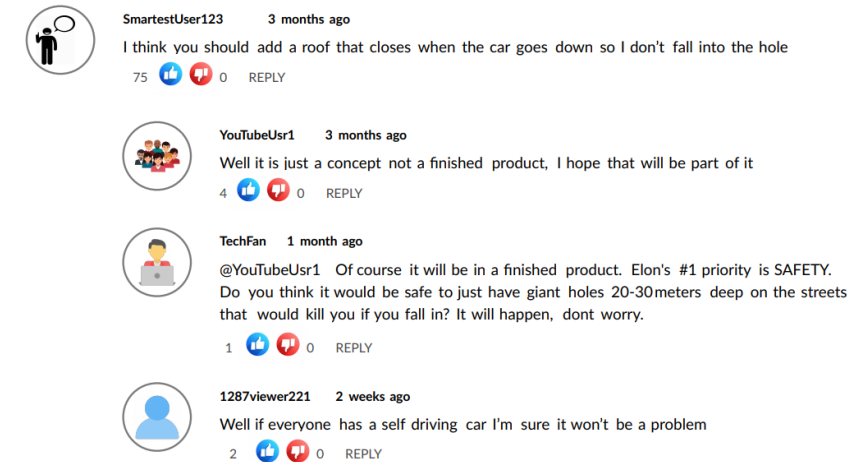 SmartestUser123 3 months ago
I think you should add a roof that closes when the car goes down so I don't fall into the hole
75 0 REPLY
YouTubeUsr1 3 months ago
Well it is just a concept not a finished product, I hope that will be part of it
4 0 REPLY
TechFan 1 month ago
@YouTubeUsr1 Of course it will be in a finished product. Elon's #1 priority is SAFETY.
Do you think it would be safe to just have giant holes 20-30meters deep on the streets
that would kill you if you fall in? It will happen, dont worry.
1 0 REPLY
1287viewer221 2 weeks ago
Well if everyone has a self driving car I'm sure it won't be a problem
2 0 REPLY